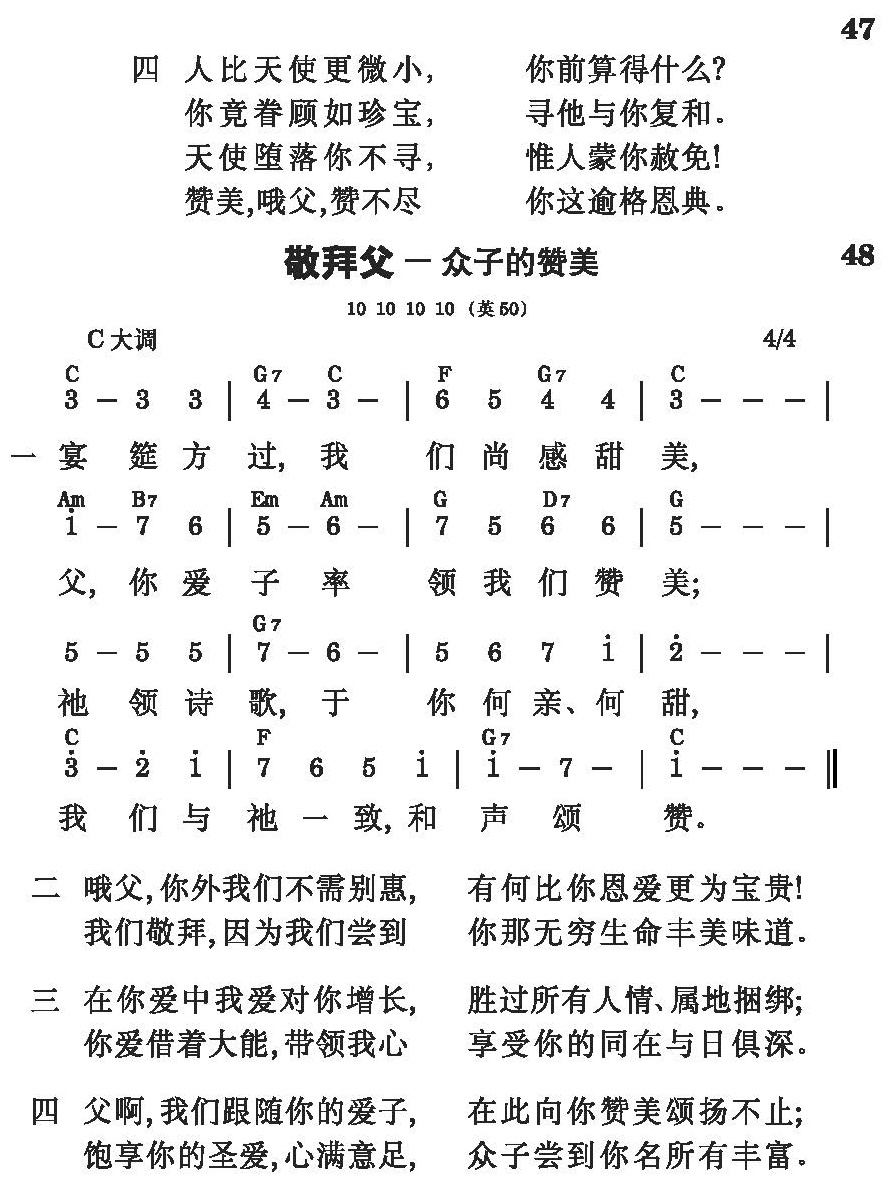 47
四 人比天使更微小, 你前算得什么?
你竟眷顾如珍宝, 寻他与你复和。
天使堕落你不寻, 惟人蒙你赦免!
赞美,哦父,赞不尽 你这逾格恩典。
敬拜父 — 众子的赞美 48
10 10 10 10 (英50)
C大调 4/4
C G7 C F G7 C
3 – 3 3 | 4 – 3 – | 6 5 4 4 | 3 – – – |
一 宴 筵 方 过, 我 们 尚 感 甜 美,
Am B7 Em Am G D7 G
1̇ – 7 6 | 5 – 6 – | 7 5 6 6 | 5 – – – |
父, 你 爱 子 率 领 我 们 赞 美;
G7
5 – 5 5 | 7 – 6 – | 5 6 7 1̇ | 2̇ – – – |
祂 领 诗 歌, 于 你 何 亲、何 甜,
C F G7 C
3̇ – 2̇ 1̇ | 7 6 5 1̇ | 1̇ – 7 – | 1̇ – – – ‖
我 们 与 祂 一 致, 和 声 颂 赞。
二 哦父,你外我们不需别惠, 有何比你恩爱更为宝贵!
我们敬拜,因为我们尝到 你那无穷生命丰美味道。
三 在你爱中我爱对你增长, 胜过所有人情、属地捆绑;
你爱借着大能,带领我心 享受你的同在与日俱深。
四 父啊,我们跟随你的爱子, 在此向你赞美颂扬不止;
饱享你的圣爱,心满意足, 众子尝到你名所有丰富。